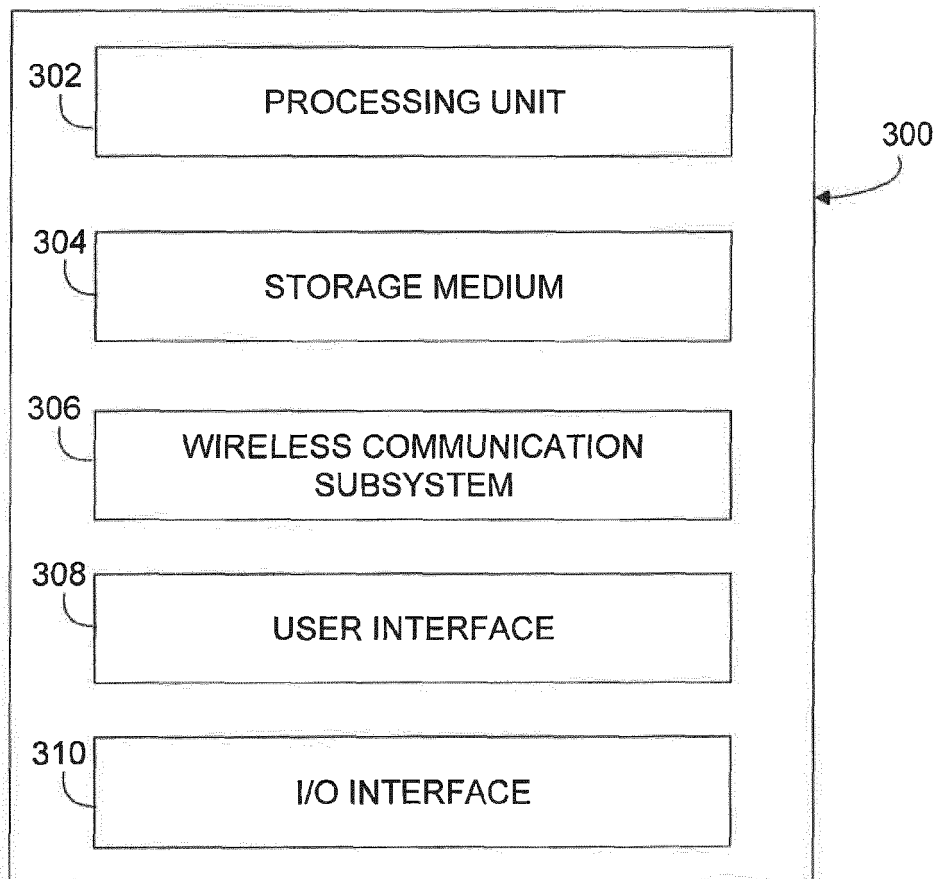 302
PROCESSING UNIT
300
304
STORAGE MEDIUM
306
WIRELESS COMMUNICATION
SUBSYSTEM
308
USER INTERFACE
310
I/O INTERFACE